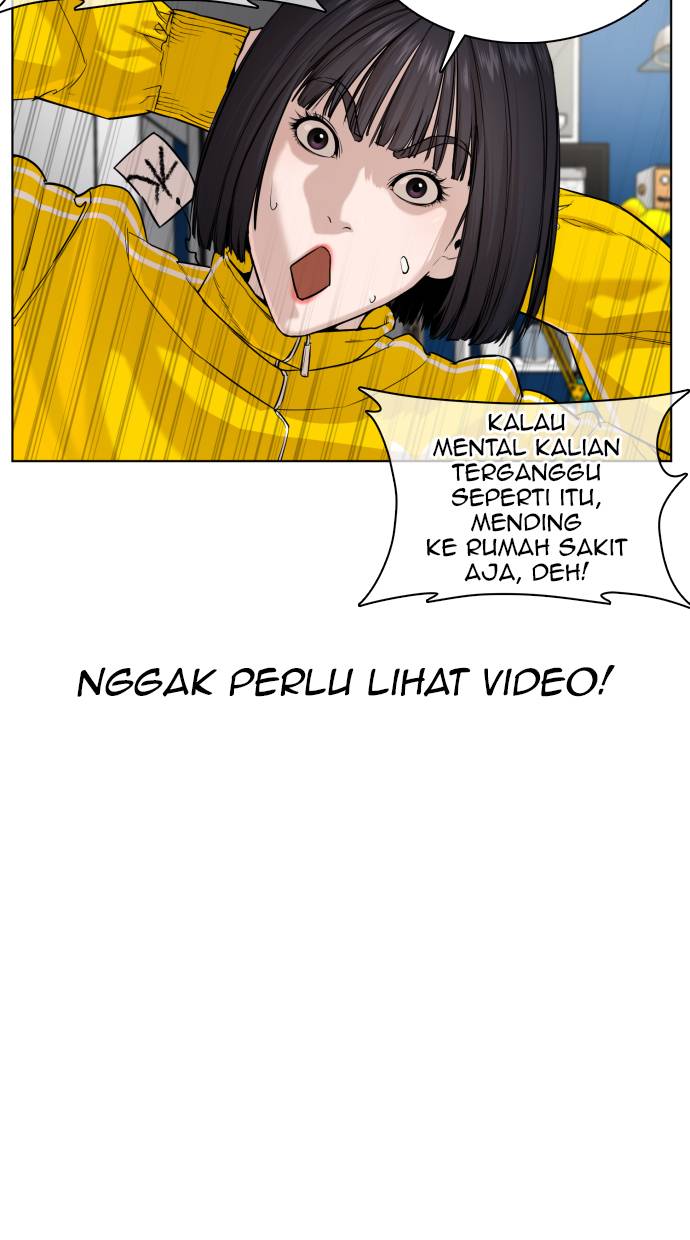 KALAU
MENTAL KALIAN
TERGANGGU
SEPERTI ITU,
MENDING
KE RUMAH SAKIT
AJA, DEH!
NGGAK PERLU LIHAT VIDEO!